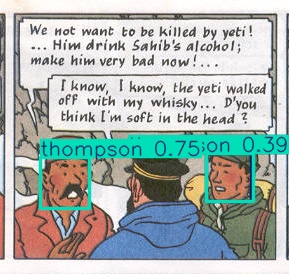 We not want to be killed by yeti!
... Him drink Sahib's alcohol;
make him very bad now!...
I know, I know, the yeti walked
off with my whisky... D'you
think I'm soft in the head?
thompson 0.75
son 0.39